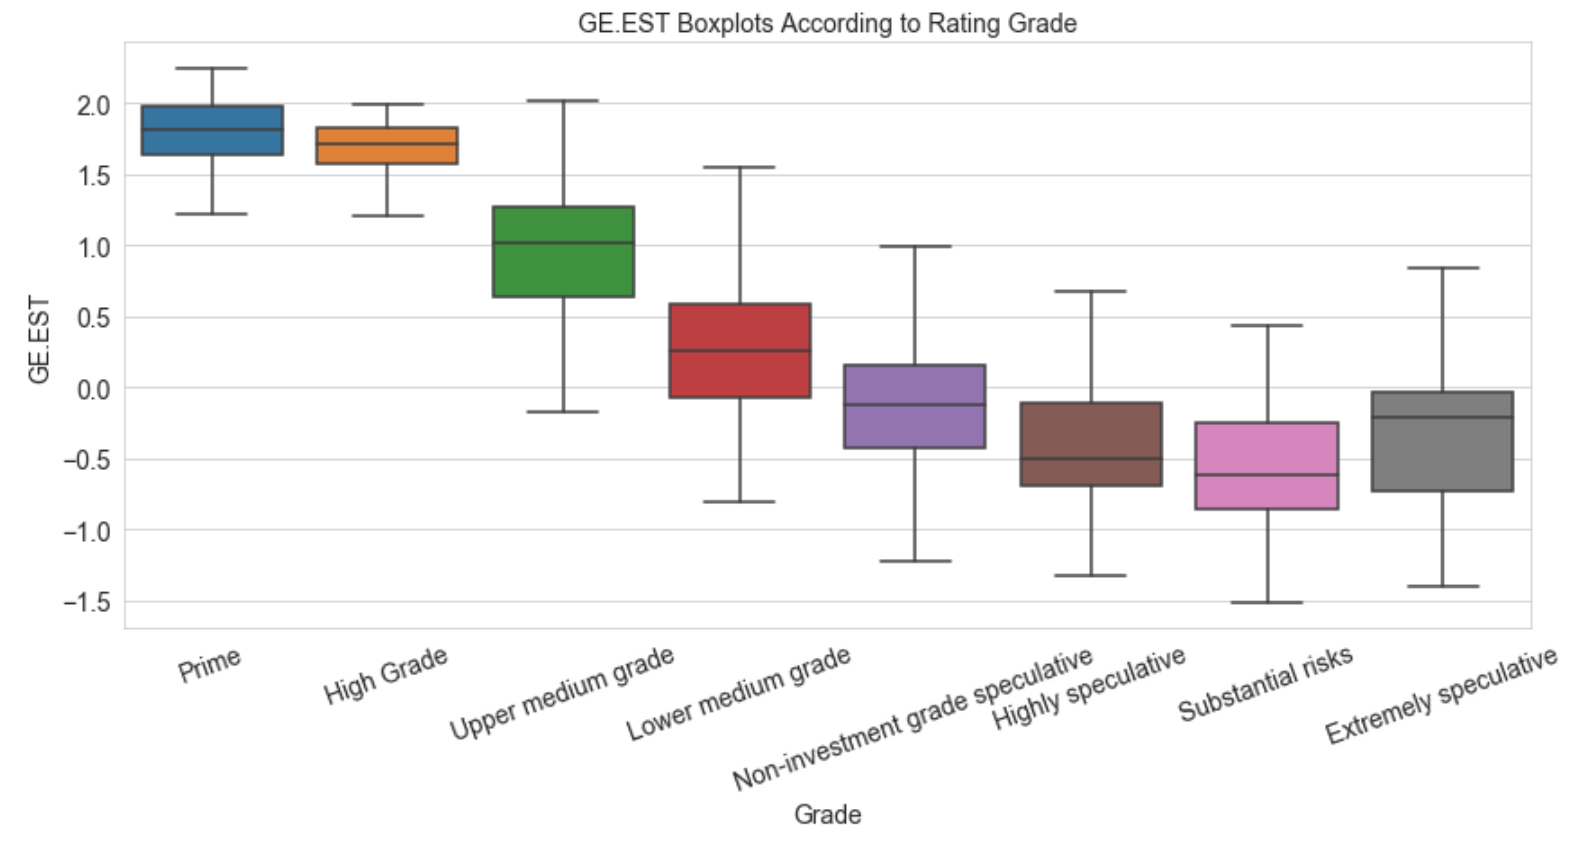 GE.EST Boxplots According to Rating Grade
GE.EST
2.0
1.5
1.0
0.5
0.0
−0.5
−1.0
−1.5
Prime
High Grade
Upper medium grade
Lower medium grade
Non-investment grade speculative
Highly speculative
Substantial risks
Extremely speculative
Grade